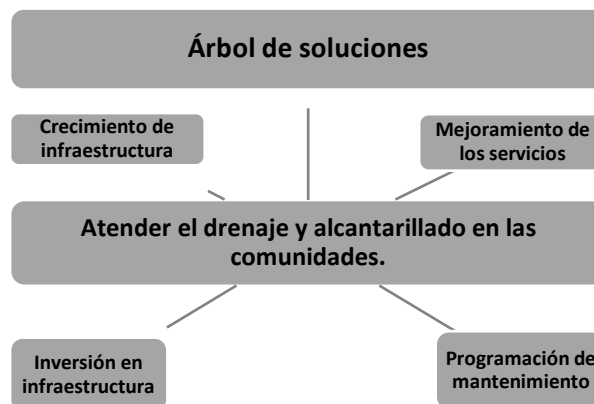 Árbol de soluciones
Crecimiento de
infraestructura
Mejoramiento de
los servicios
Atender el drenaje y alcantarillado en las
comunidades.
Inversión en
infraestructura
Programación de
mantenimiento